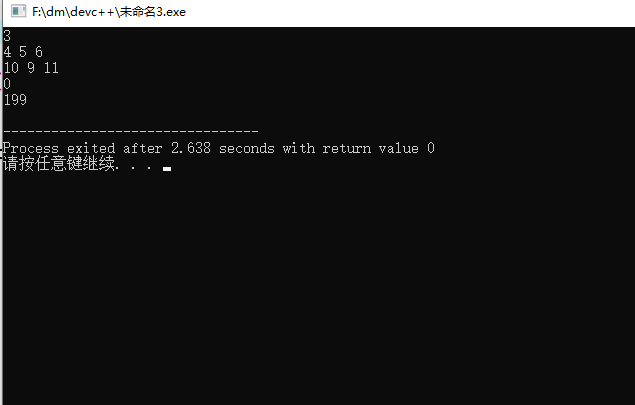 F:\dm\devc++\未命名3.exe
3
4 5 6
10 9 11
0
199
--------------------------------
Process exited after 2.638 seconds with return value 0
请按任意键继续. . .